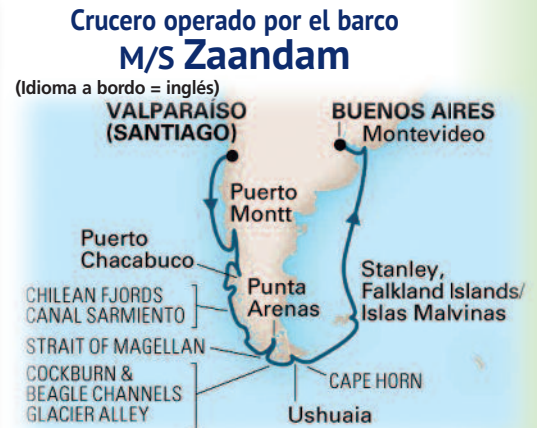 Crucero operado por el barco
M/S Zaandam
(Idioma a bordo = inglés)
VALPARAÍSO
(SANTIAGO)
BUENOS AIRES
Montevideo
Puerto
Montt
Puerto
Chacabuco
CHILEAN FJORDS
CANAL SARMIENTO
Punta
Arenas
Stanley,
Falkland Islands/
Islas Malvinas
STRAIT OF MAGELLAN
COCKBURN &
BEAGLE CHANNELS
GLACIER ALLEY
CAPE HORN
Ushuaia